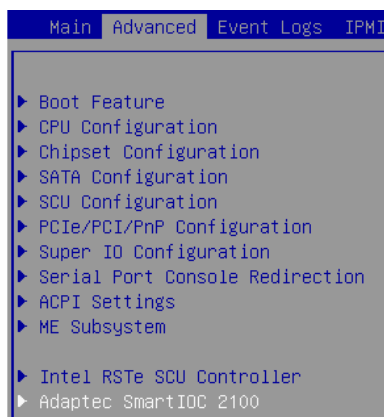 Main Advanced Event Logs IPMI
Boot Feature
CPU Configuration
Chipset Configuration
SATA Configuration
SCU Configuration
PCIe/PCI/PnP Configuration
Super IO Configuration
Serial Port Console Redirection
ACPI Settings
ME Subsystem
Intel RSTe SCU Controller
Adaptec SmartIOC 2100